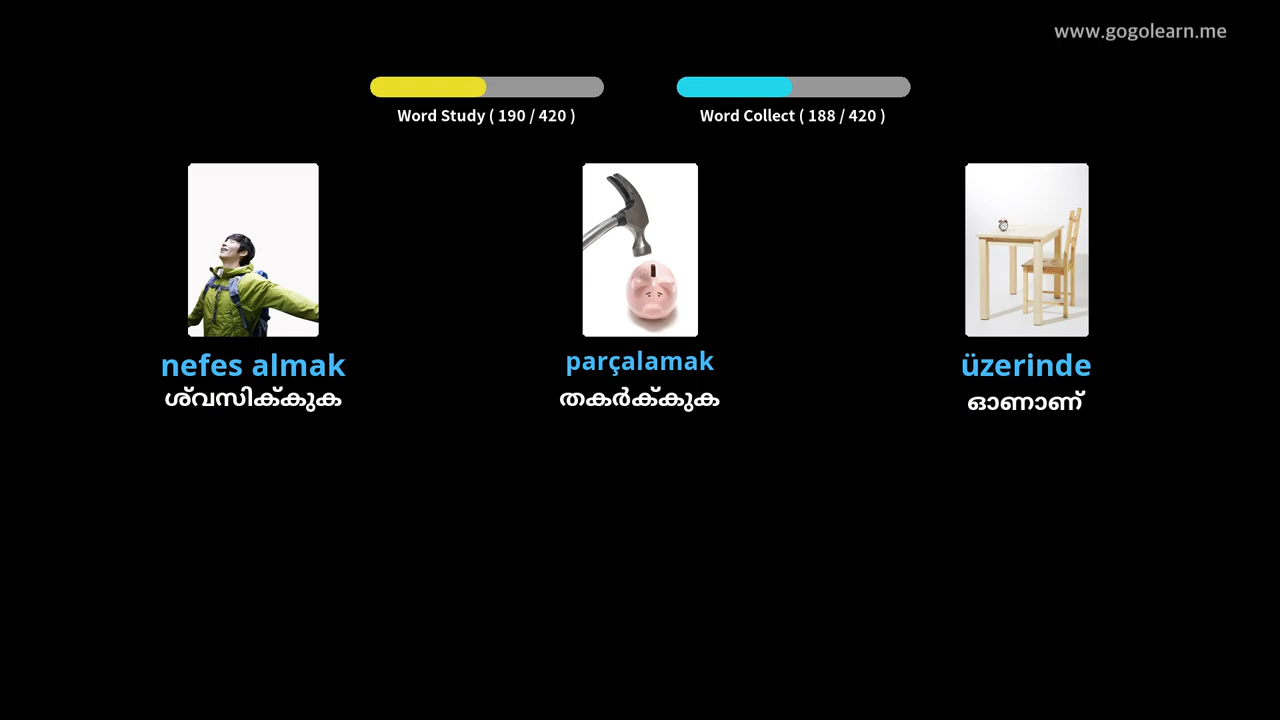 www.gogolearn.me
Word Study ( 190 / 420 )
Word Collect ( 188 / 420 )
nefes almak
ശ്വസിക്കുക
parçalamak
തകർക്കുക
üzerinde
ഓണാണ്